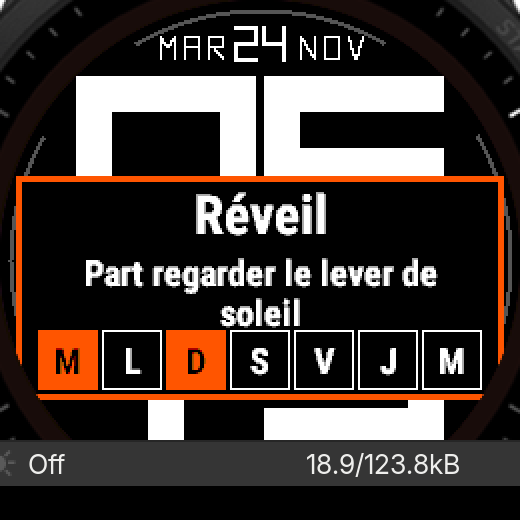 MAR 24 NOV
Réveil
Part regarder le lever de
soleil
M L D S V J M
Off 18.9/123.8kB